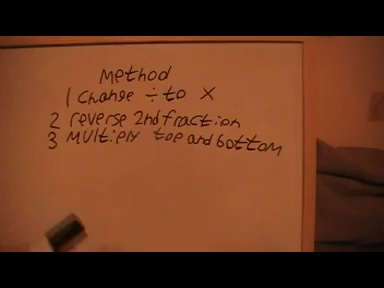 Method
1 Change ÷ to ×
2 reverse 2nd fraction
3 Multiply top and bottom